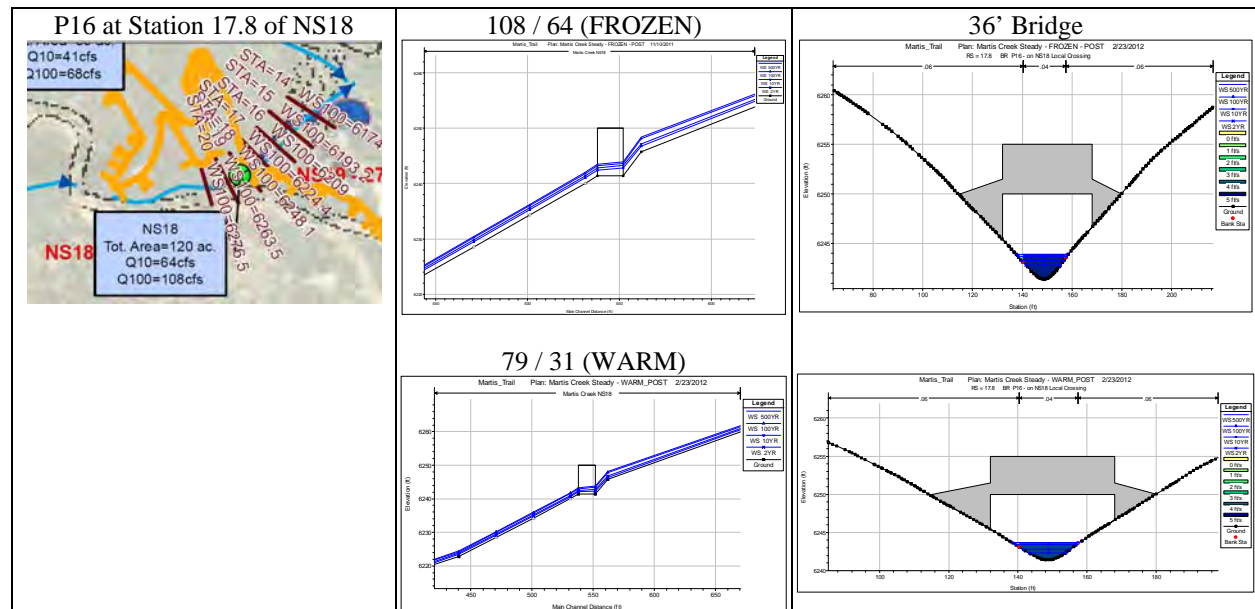 P16 at Station 17.8 of NS18
108 / 64 (FROZEN)
36' Bridge
Q10=41cfs
Q100=68cfs
STA=14
STA=15
STA=16
STA=17
STA=18
STA=20
WS100=6174
WS100=6193
WS100=6209
WS100=6248.1
WS100=6263.5
WS100=6276.5
NS18
NS18
Tot. Area=120 ac.
Q10=64cfs
Q100=108cfs
Martis_Trail Plan: Martis Creek Steady - FROZEN - POST 11/10/2011
Martis Creek NS18
Legend
WS 500YR
WS 100YR
WS 10YR
WS 2YR
Ground
Elevation (ft)
450 500 550 600
Main Channel Distance (ft)
Martis_Trail Plan: Martis Creek Steady - FROZEN - POST 2/23/2012
RS = 17.8 BR P16 - on NS18 Local Crossing
.06 .04 .06
Legend
WS 500YR
WS 100YR
WS 10YR
WS 2YR
0 ft/s
1 ft/s
2 ft/s
3 ft/s
4 ft/s
5 ft/s
Ground
Bank Sta
6260
6255
6250
6245
Elevation (ft)
80 100 120 140 160 180 200
Station (ft)
79 / 31 (WARM)
Martis_Trail Plan: Martis Creek Steady - WARM_POST 2/23/2012
Martis Creek NS18
Legend
WS 500YR
WS 100YR
WS 10YR
WS 2YR
Ground
6260
6250
6240
6230
6220
Elevation (ft)
450 500 550 600 650
Main Channel Distance (ft)
Martis_Trail Plan: Martis Creek Steady - WARM_POST 2/23/2012
RS = 17.8 BR P16 - on NS18 Local Crossing
.06 .04 .06
Legend
WS 500YR
WS 100YR
WS 10YR
WS 2YR
0 ft/s
1 ft/s
2 ft/s
3 ft/s
4 ft/s
5 ft/s
Ground
Bank Sta
6260
6255
6250
6245
6240
Elevation (ft)
100 120 140 160 180
Station (ft)